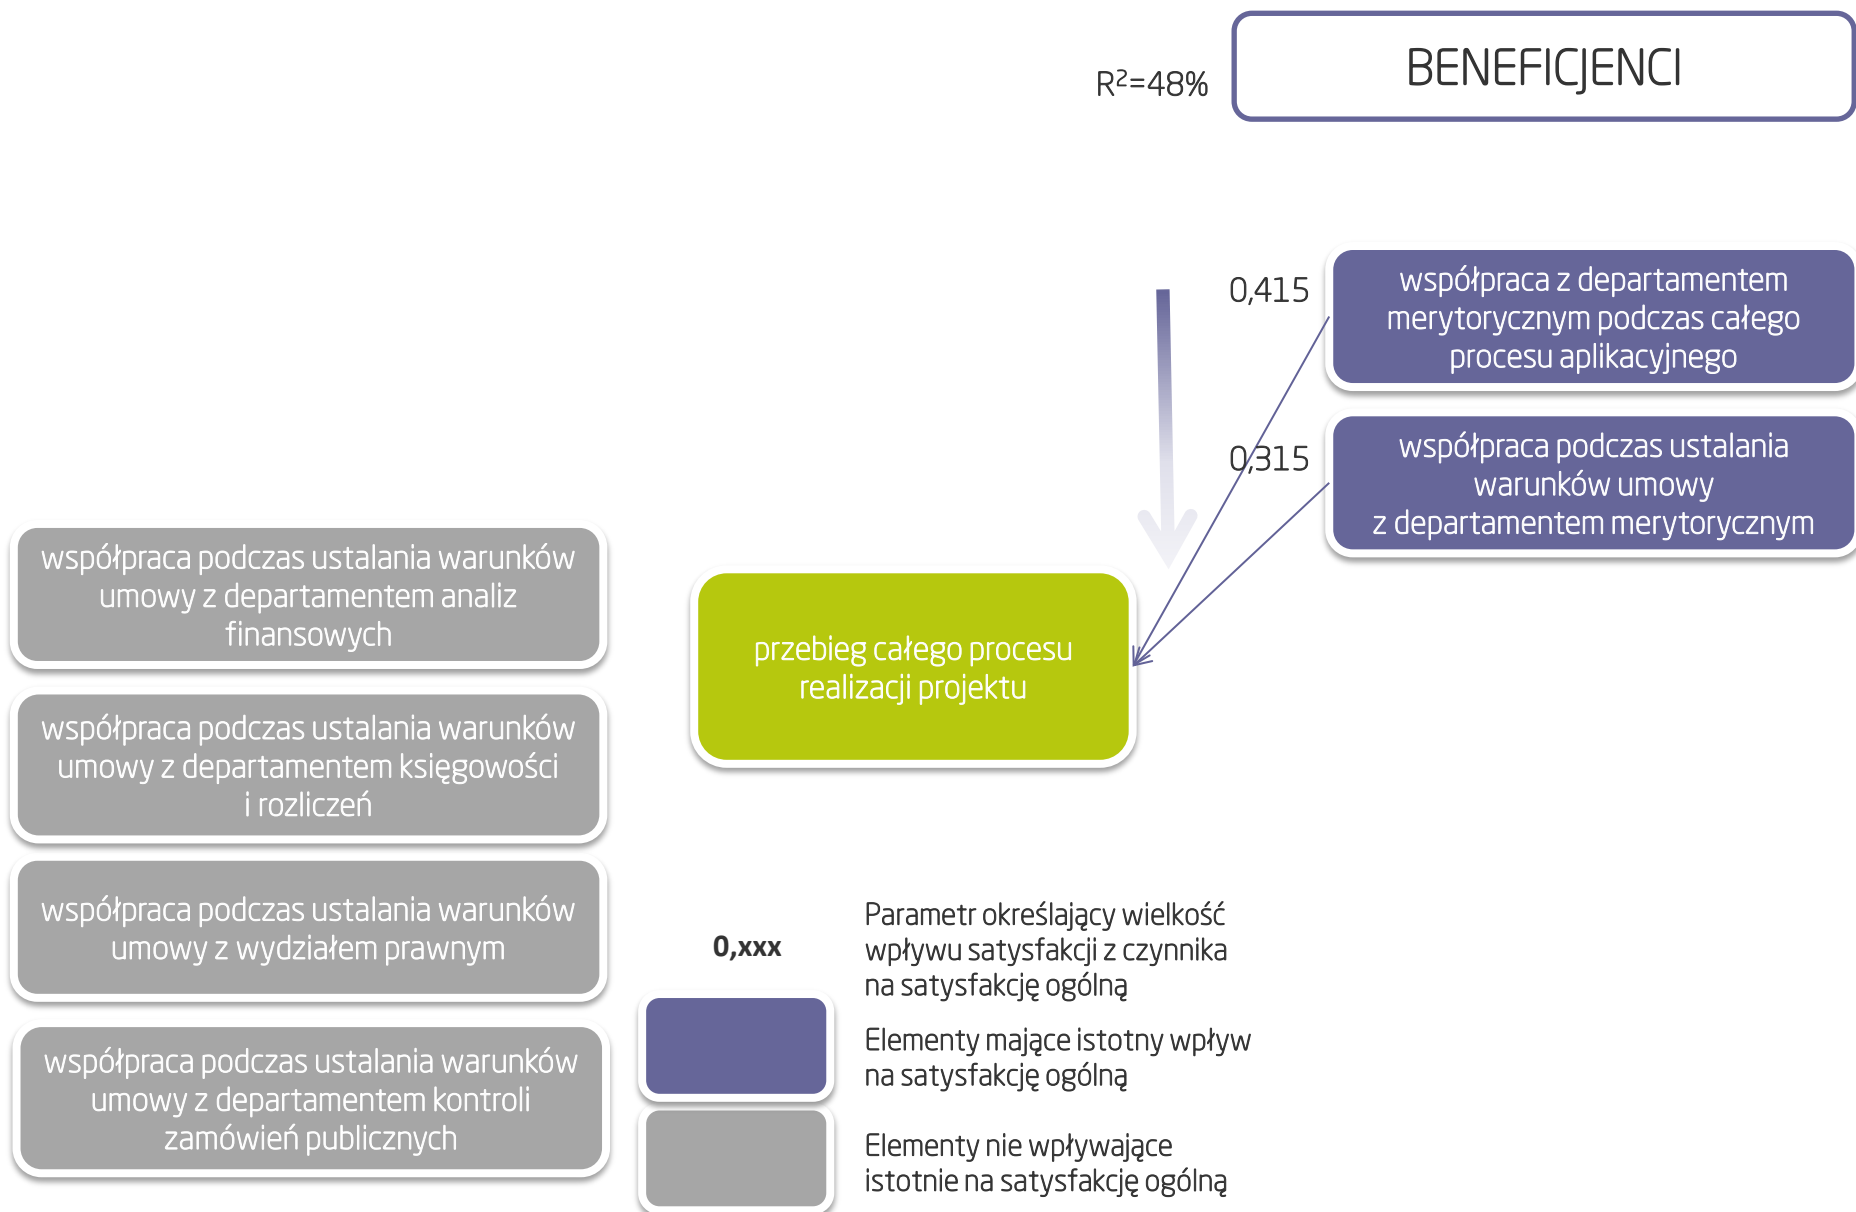 R²=48%
BENEFICJENCI
0,415
współpraca z departamentem
merytorycznym podczas całego
procesu aplikacyjnego
0,315
współpraca podczas ustalania
warunków umowy
z departamentem merytorycznym
współpraca podczas ustalania warunków
umowy z departamentem analiz
finansowych
przebieg całego procesu
realizacji projektu
współpraca podczas ustalania warunków
umowy z departamentem księgowości
i rozliczeń
współpraca podczas ustalania warunków
umowy z wydziałem prawnym
współpraca podczas ustalania warunków
umowy z departamentem kontroli
zamówień publicznych
0,xxx
Parametr określający wielkość
wpływu satysfakcji z czynnika
na satysfakcję ogólną
Elementy mające istotny wpływ
na satysfakcję ogólną
Elementy nie wpływające
istotnie na satysfakcję ogólną